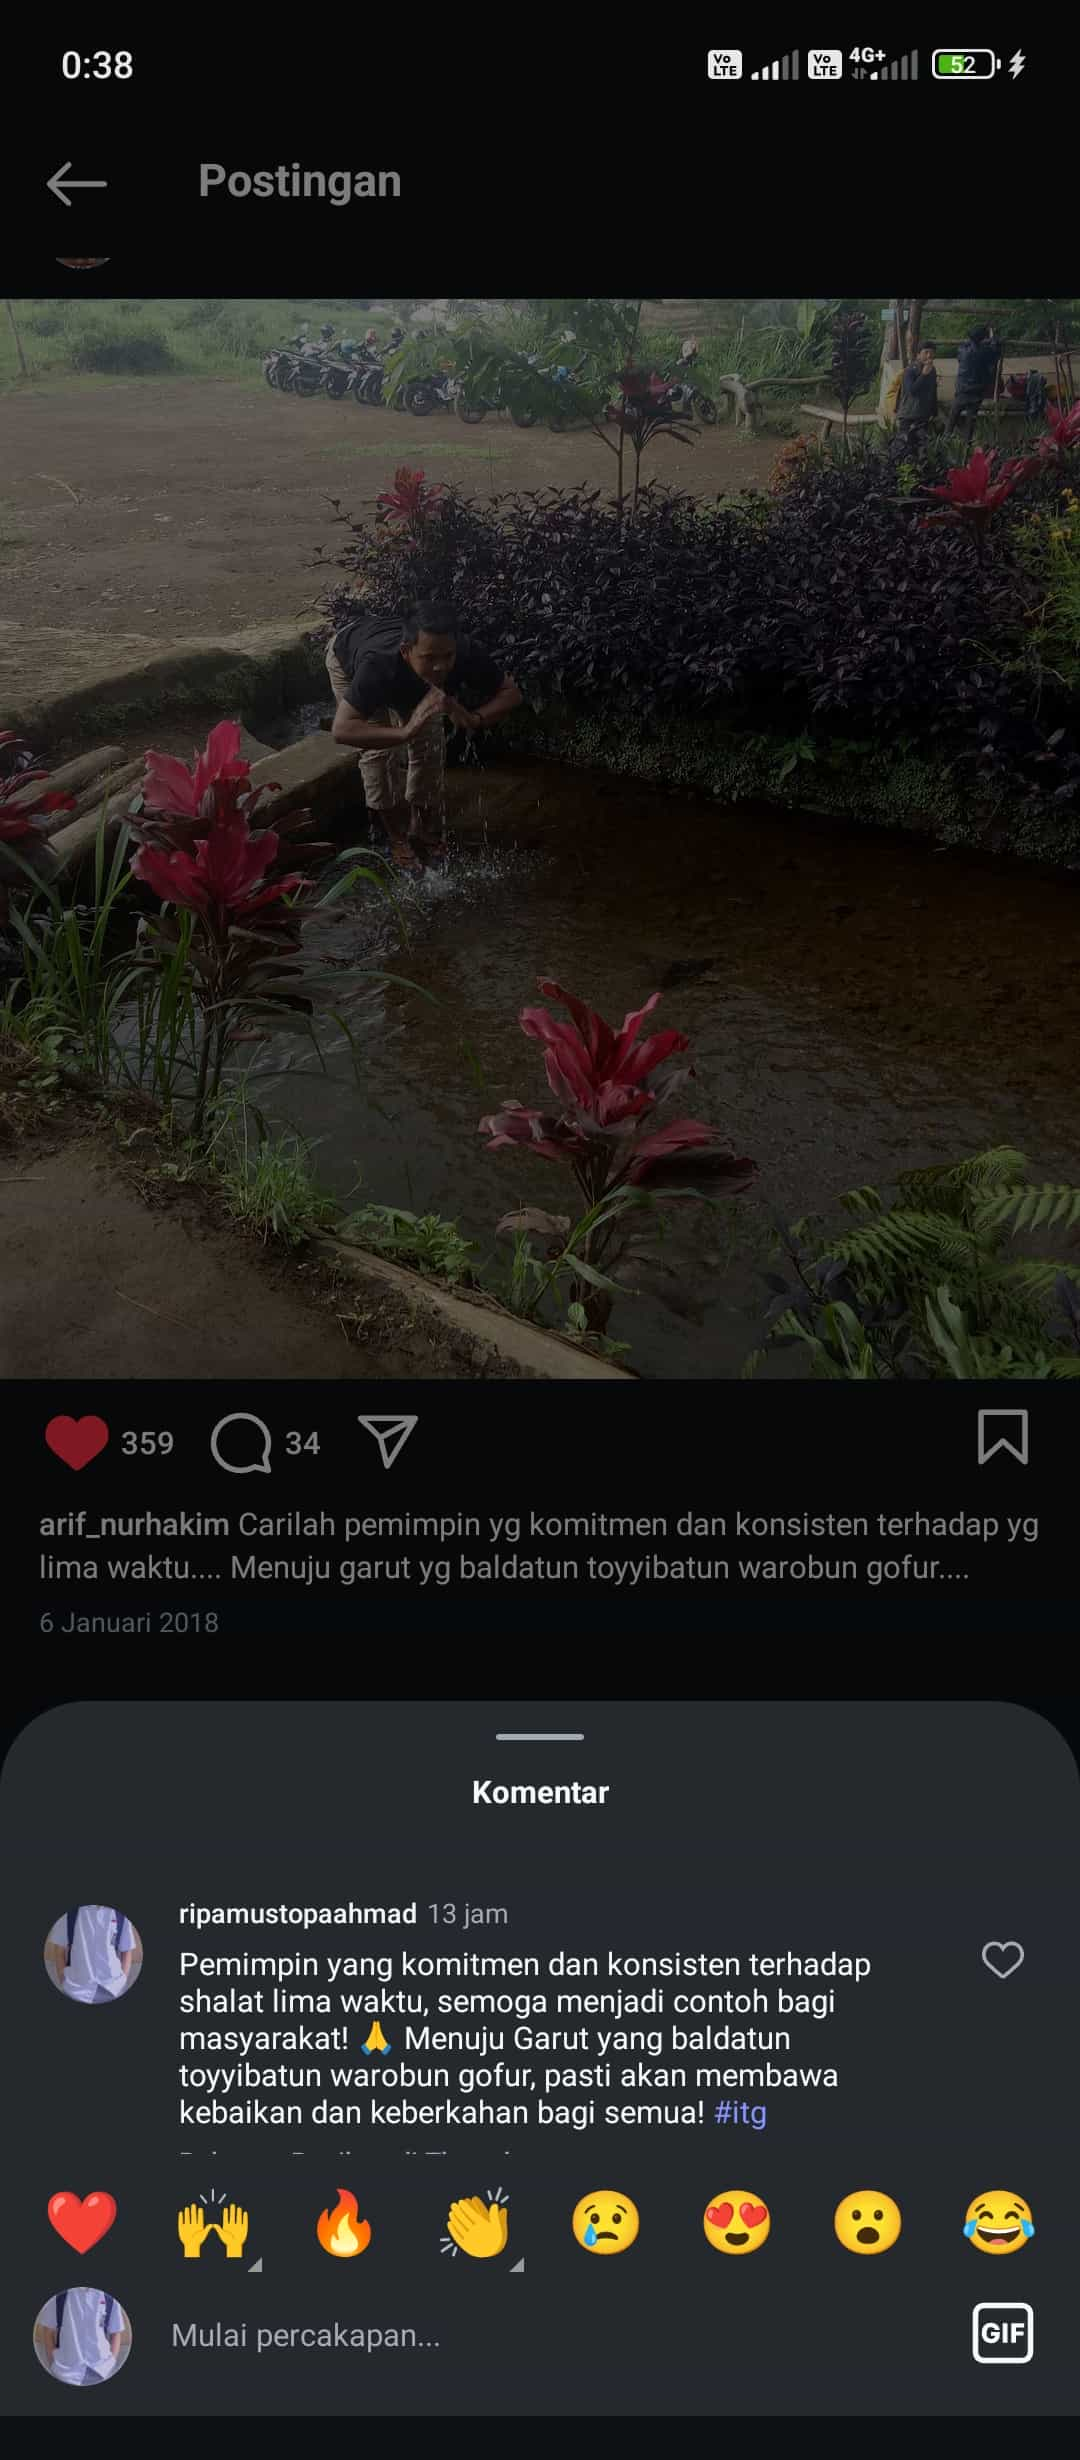 0:38
Vo LTE Vo LTE 4G+ 52
Postingan
359 34
arif_nurhakim Carilah pemimpin yg komitmen dan konsisten terhadap yg
lima waktu.... Menuju garut yg baldatun toyyibatun warobun gofur....
6 Januari 2018
Komentar
ripamustopaahmad 13 jam
Pemimpin yang komitmen dan konsisten terhadap
shalat lima waktu, semoga menjadi contoh bagi
masyarakat! 🙏 Menuju Garut yang baldatun
toyyibatun warobun gofur, pasti akan membawa
kebaikan dan keberkahan bagi semua! #itg
Mulai percakapan...
GIF